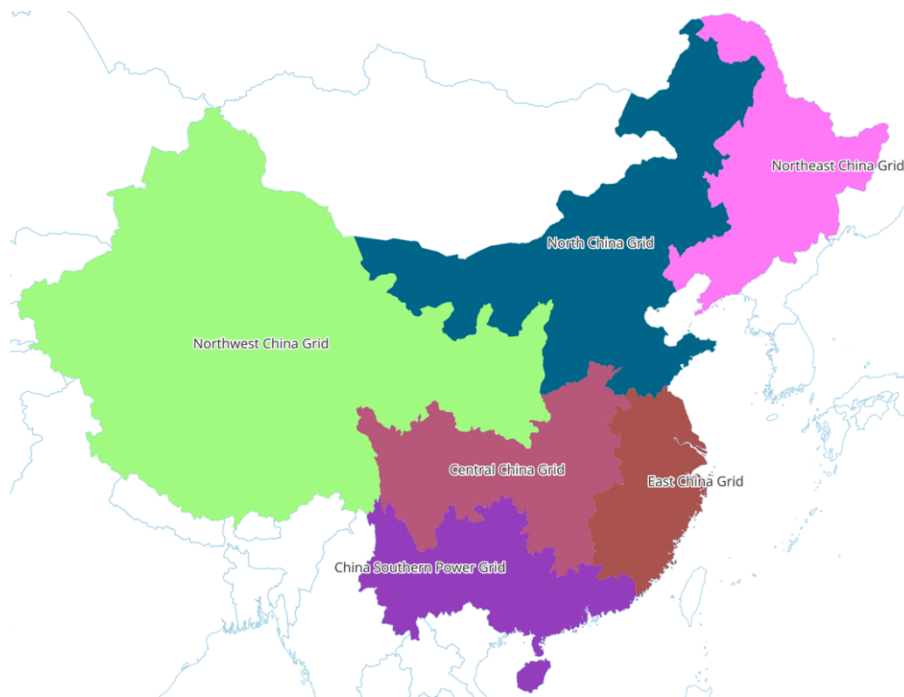 Northeast China Grid
North China Grid
Northwest China Grid
Central China Grid
East China Grid
China Southern Power Grid